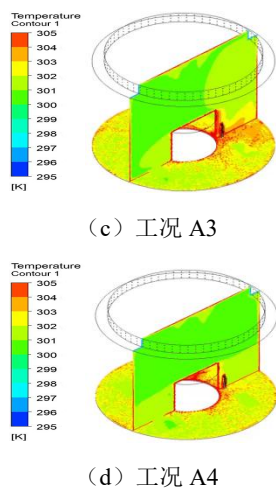 Temperature
Contour 1
305
304
303
302
301
300
299
298
297
296
295
[K]
（c）工况 A3
Temperature
Contour 1
305
304
303
302
301
300
299
298
297
296
295
[K]
（d）工况 A4